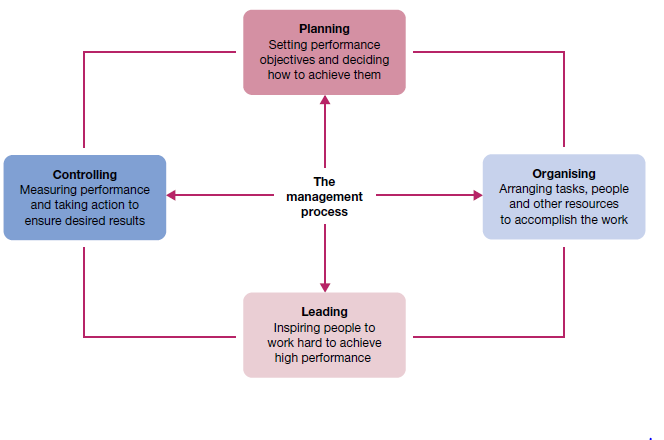 Planning
Setting performance
objectives and deciding
how to achieve them
Controlling
Measuring performance
and taking action to
ensure desired results
The
management
process
Organising
Arranging tasks, people
and other resources
to accomplish the work
Leading
Inspiring people to
work hard to achieve
high performance